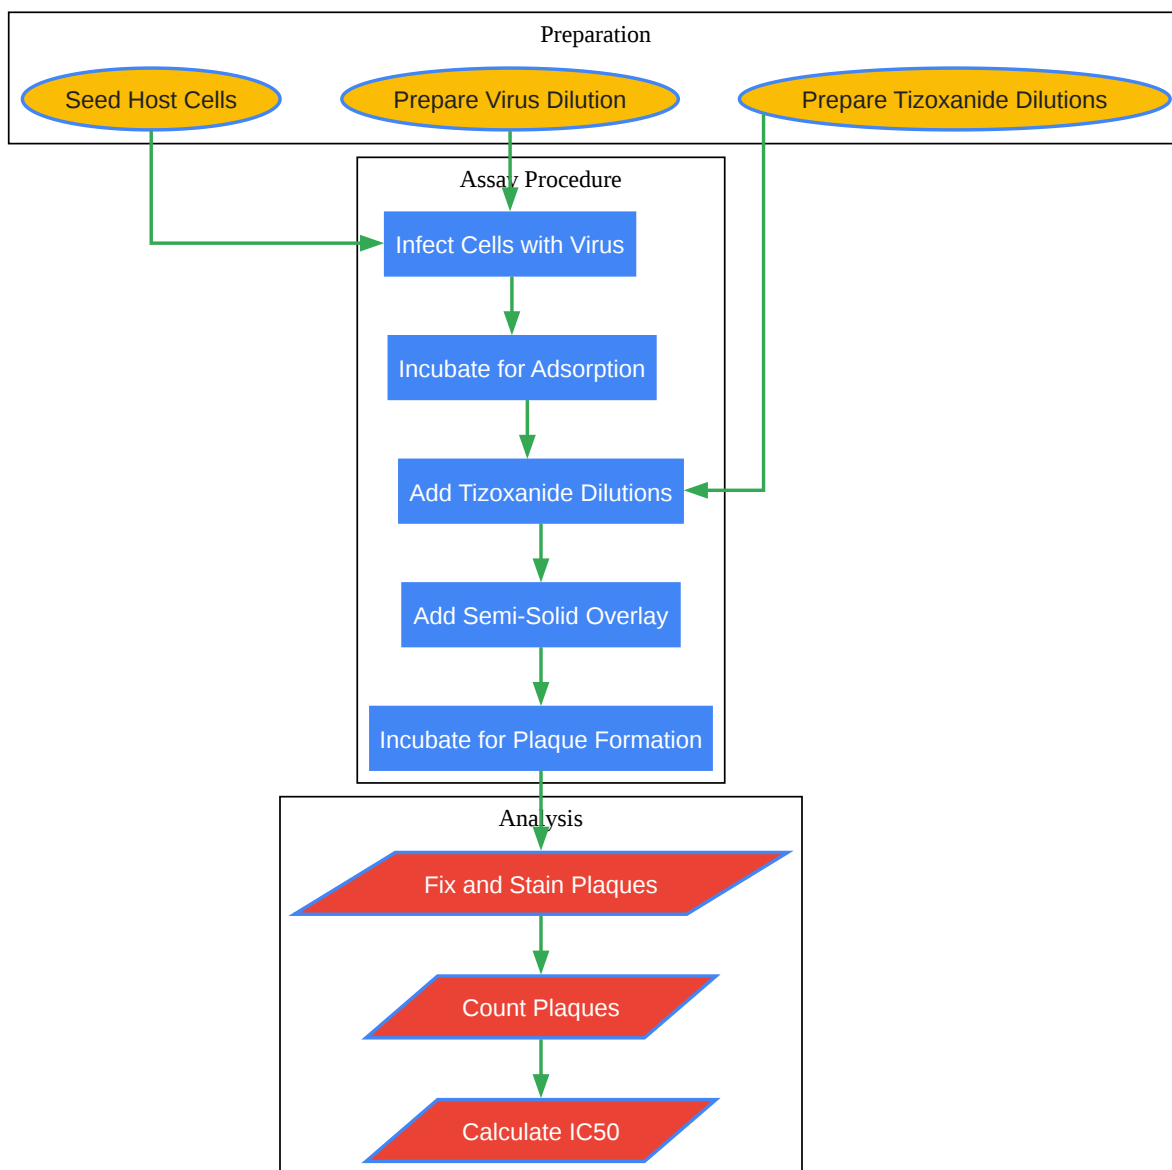 Preparation
Seed Host Cells
Prepare Virus Dilution
Prepare Tizoxanide Dilutions
Assay Procedure
Infect Cells with Virus
Incubate for Adsorption
Add Tizoxanide Dilutions
Add Semi-Solid Overlay
Incubate for Plaque Formation
Analysis
Fix and Stain Plaques
Count Plaques
Calculate IC50